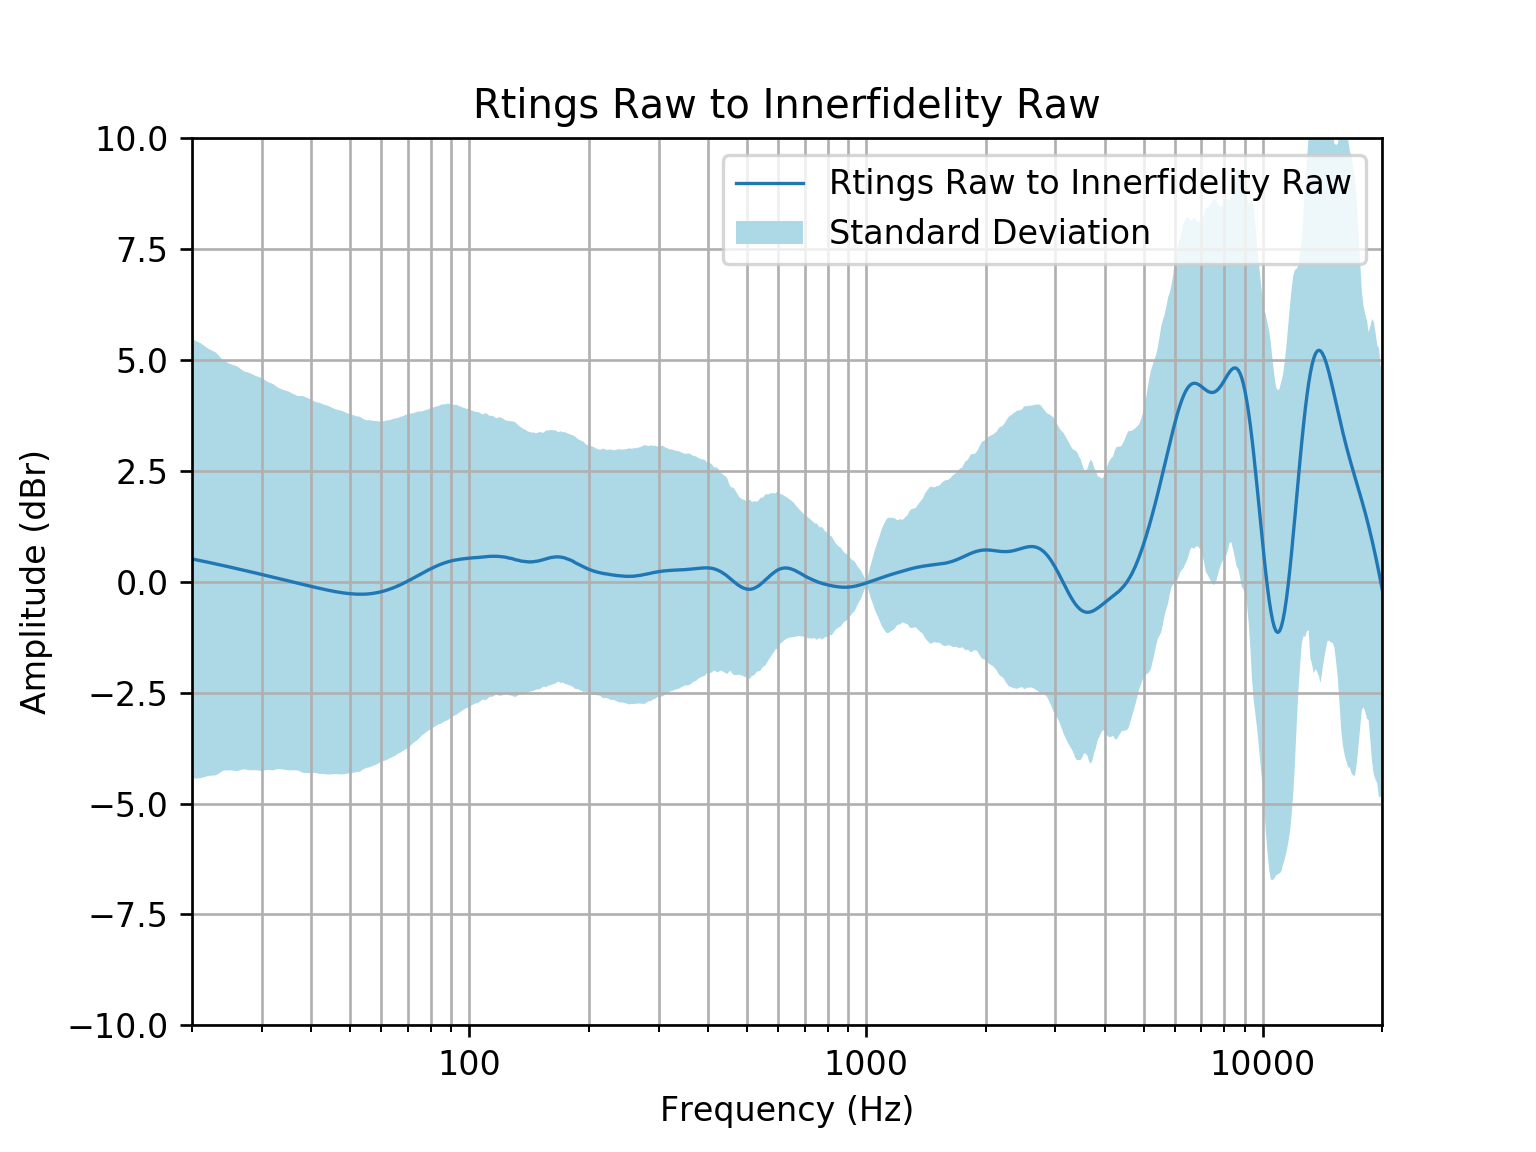 Rtings Raw to Innerfidelity Raw
10.0
7.5
5.0
2.5
0.0
−2.5
−5.0
−7.5
−10.0
Amplitude (dBr)
Rtings Raw to Innerfidelity Raw
Standard Deviation
100 1000 10000
Frequency (Hz)